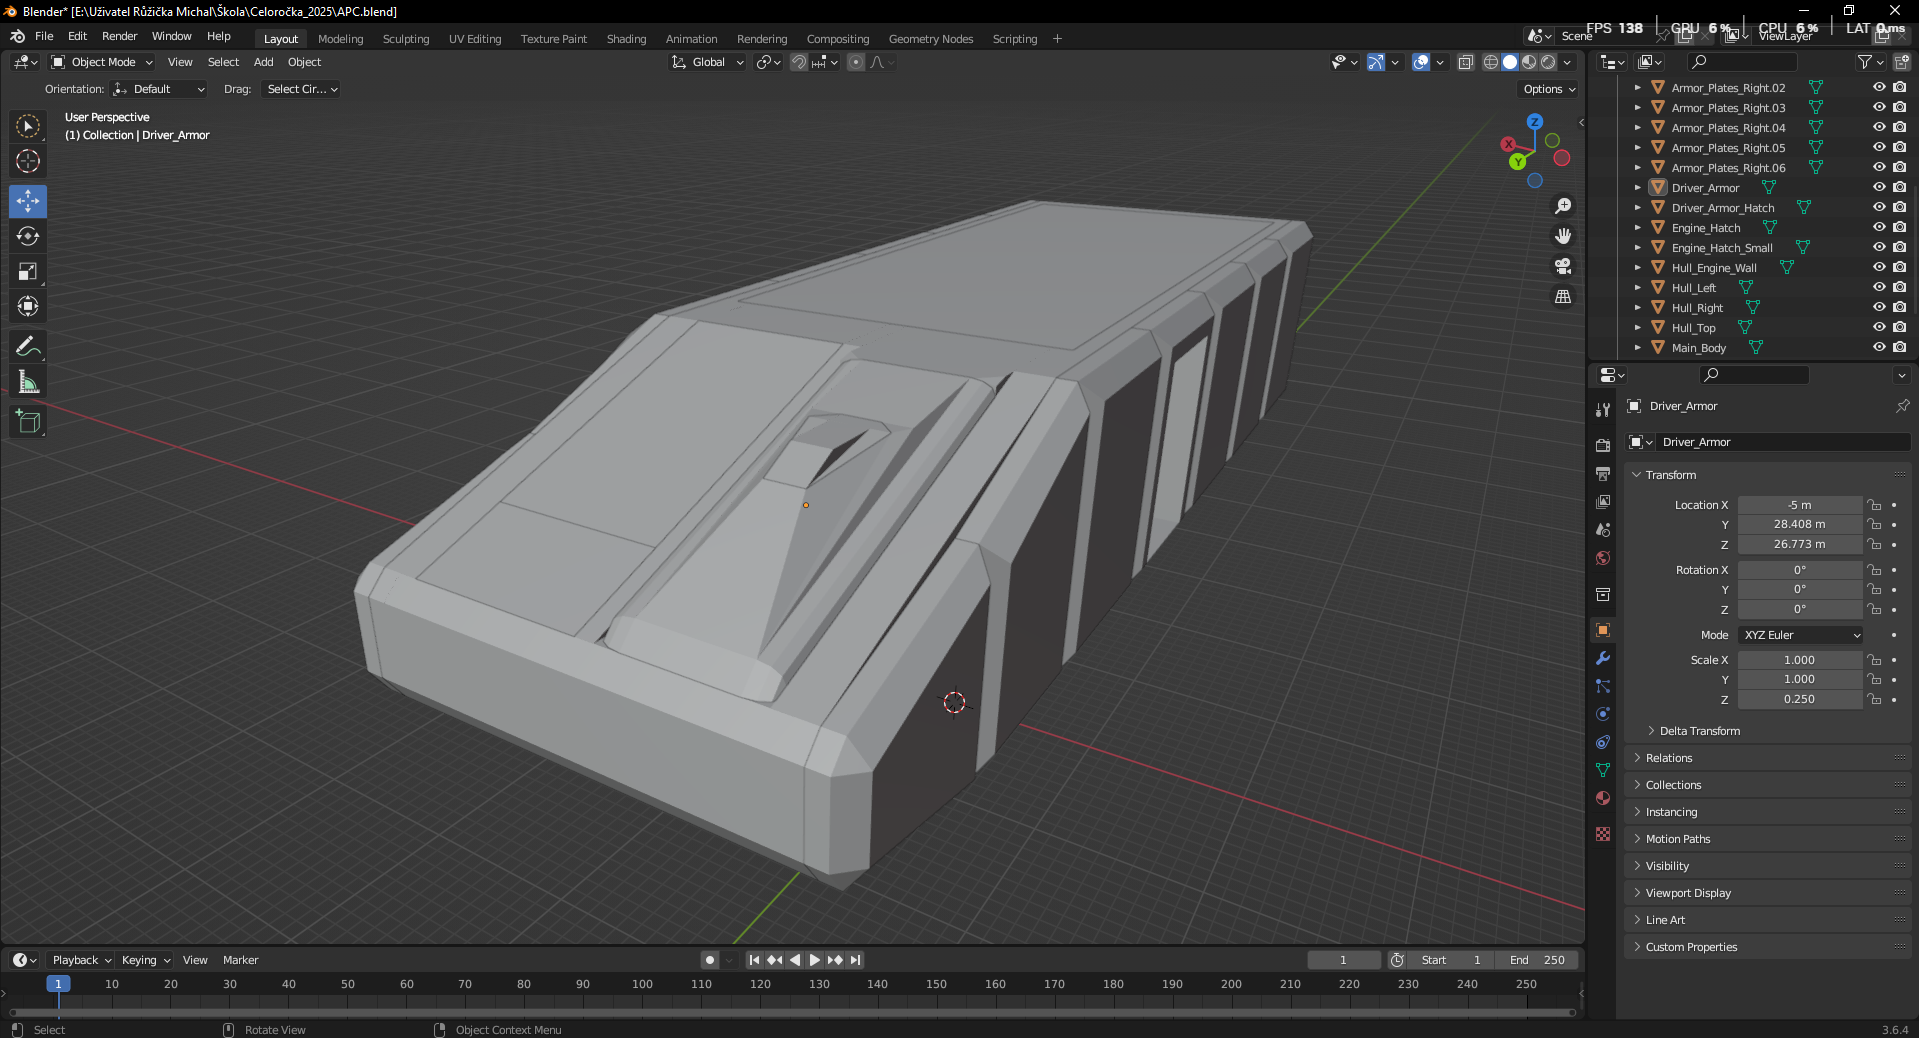 Blender* [E:\Uživatel Růžička Michal\Škola\Celoročka_2025\APC.blend]
File Edit Render Window Help Layout Modeling Sculpting UV Editing Texture Paint Shading Animation Rendering Compositing Geometry Nodes Scripting +
Scene ViewLayer
FPS 138 GRU 6 % CPU 6 % LAT 0 ms
Object Mode View Select Add Object Global
Orientation: Default Drag: Select Cir... Options
User Perspective
(1) Collection | Driver_Armor
Z
X
Y
Armor_Plates_Right.02
Armor_Plates_Right.03
Armor_Plates_Right.04
Armor_Plates_Right.05
Armor_Plates_Right.06
Driver_Armor
Driver_Armor_Hatch
Engine_Hatch
Engine_Hatch_Small
Hull_Engine_Wall
Hull_Left
Hull_Right
Hull_Top
Main_Body
Driver_Armor
Driver_Armor
Transform
Location X -5 m
Y 28.408 m
Z 26.773 m
Rotation X 0°
Y 0°
Z 0°
Mode XYZ Euler
Scale X 1.000
Y 1.000
Z 0.250
Delta Transform
Relations
Collections
Instancing
Motion Paths
Visibility
Viewport Display
Line Art
Custom Properties
Playback Keying View Marker 1 Start 1 End 250
1 10 20 30 40 50 60 70 80 90 100 110 120 130 140 150 160 170 180 190 200 210 220 230 240 250
Select Rotate View Object Context Menu 3.6.4